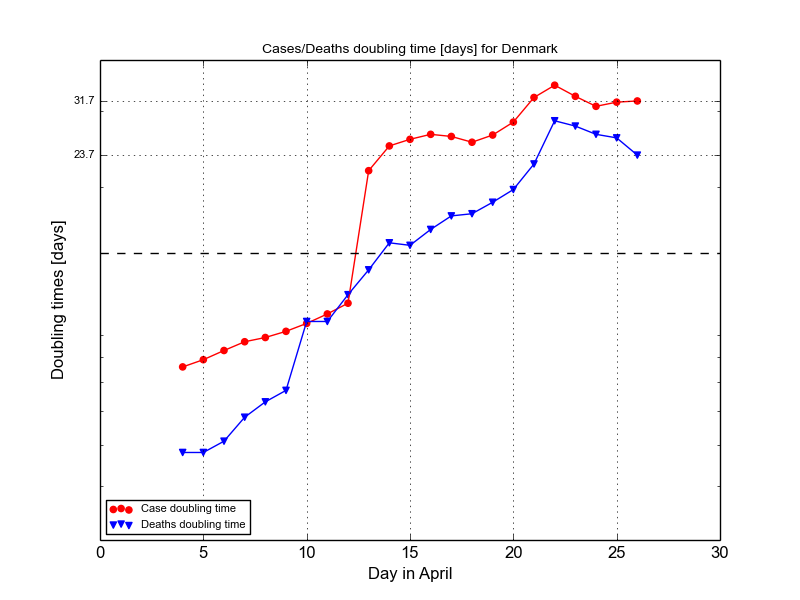 Cases/Deaths doubling time [days] for Denmark
31.7
23.7
Doubling times [days]
Case doubling time
Deaths doubling time
0 5 10 15 20 25 30
Day in April